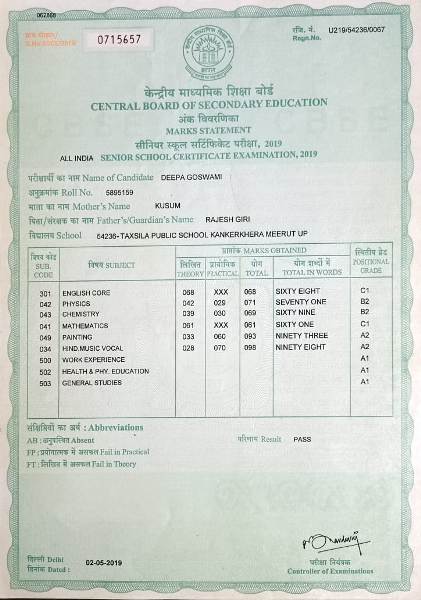 067868
0715657
रजि. नं.
Regn.No. U219/54236/0067
केन्द्रीय माध्यमिक शिक्षा बोर्ड
CENTRAL BOARD OF SECONDARY EDUCATION
अंक विवरणिका
MARKS STATEMENT
सीनियर स्कूल सर्टिफिकेट परीक्षा, 2019
ALL INDIA SENIOR SCHOOL CERTIFICATE EXAMINATION, 2019
परीक्षार्थी का नाम Name of Candidate DEEPA GOSWAMI
अनुक्रमांक Roll No. 5895159
माता का नाम Mother's Name KUSUM
पिता/संरक्षक का नाम Father's/Guardian's Name RAJESH GIRI
विद्यालय School 54236-TAXSILA PUBLIC SCHOOL KANKERKHERA MEERUT UP
प्राप्तांक MARKS OBTAINED
विषय कोड विषय SUBJECT लिखित प्रायोगिक योग योग शब्दों में स्थितीय ग्रेड
SUB. CODE THEORY PRACTICAL TOTAL TOTAL IN WORDS POSITIONAL GRADE
301 ENGLISH CORE 068 XXX 068 SIXTY EIGHT C1
042 PHYSICS 042 029 071 SEVENTY ONE B2
043 CHEMISTRY 039 030 069 SIXTY NINE B2
041 MATHEMATICS 061 XXX 061 SIXTY ONE C1
049 PAINTING 033 060 093 NINETY THREE A2
034 HIND.MUSIC VOCAL 028 070 098 NINETY EIGHT A2
500 WORK EXPERIENCE A1
502 HEALTH & PHY. EDUCATION A1
503 GENERAL STUDIES A1
संक्षिप्तियों का अर्थ : Abbreviations
AB : अनुपस्थित Absent परिणाम Result PASS
FP : प्रयोगात्मक में असफल Fail in Practical
FT : लिखित में असफल Fail in Theory
दिल्ली Delhi
दिनांक Dated : 02-05-2019
परीक्षा नियंत्रक
Controller of Examinations